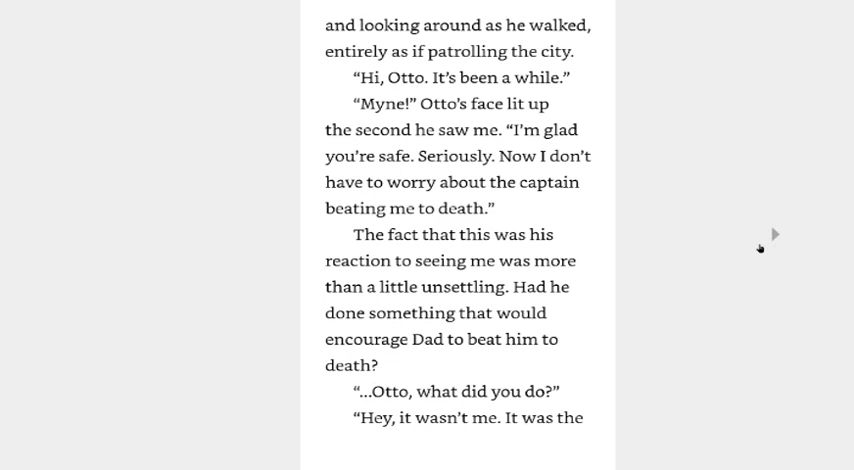 and looking around as he walked,
entirely as if patrolling the city.
“Hi, Otto. It’s been a while.”
“Myne!” Otto’s face lit up
the second he saw me. “I’m glad
you’re safe. Seriously. Now I don’t
have to worry about the captain
beating me to death.”
The fact that this was his
reaction to seeing me was more
than a little unsettling. Had he
done something that would
encourage Dad to beat him to
death?
“...Otto, what did you do?”
“Hey, it wasn’t me. It was the